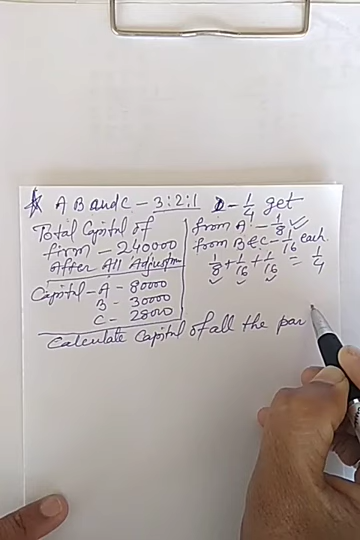 A B and C - 3:2:1 D - 1/4 get
from A - 1/8
from B & C - 1/16 each
1/8 + 1/16 + 1/16 = 1/4
Total Capital of
firm - 240000
After All Adjustm
Capital - A - 80000
B - 30000
C - 28000
Calculate Capital of all the par